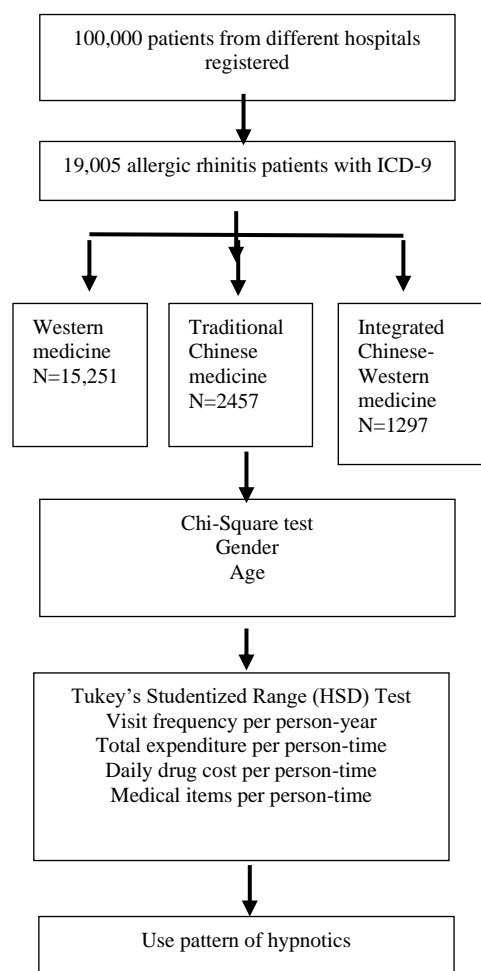 100,000 patients from different hospitals
registered
19,005 allergic rhinitis patients with ICD-9
Western
medicine
N=15,251
Traditional
Chinese
medicine
N=2457
Integrated
Chinese-
Western
medicine
N=1297
Chi-Square test
Gender
Age
Tukey's Studentized Range (HSD) Test
Visit frequency per person-year
Total expenditure per person-time
Daily drug cost per person-time
Medical items per person-time
Use pattern of hypnotics